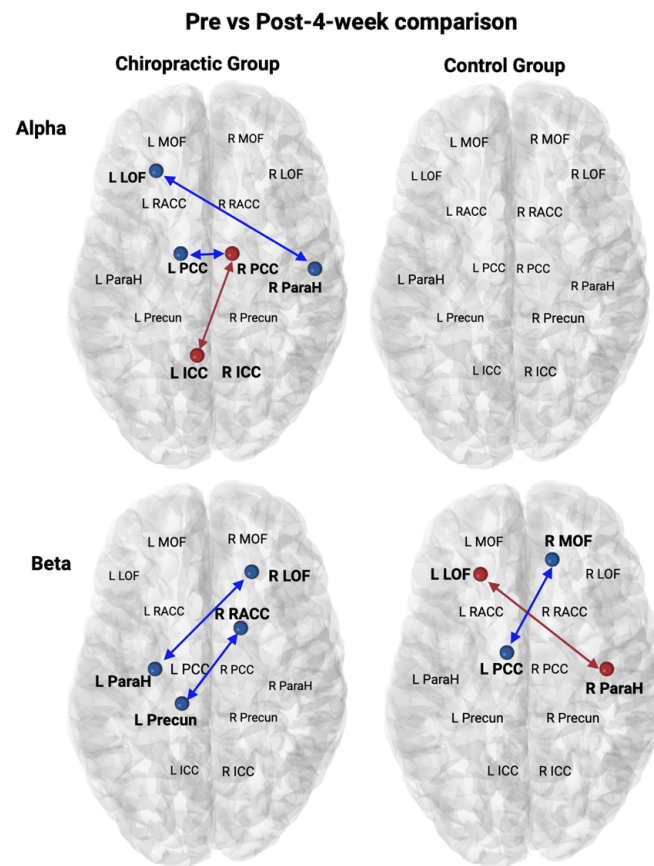 Pre vs Post-4-week comparison
Chiropractic Group
Control Group
Alpha
L MOF
R MOF
L LOF
R LOF
L RACC
R RACC
L PCC
R PCC
L ParaH
R ParaH
L Precun
R Precun
L ICC
R ICC
L MOF
R MOF
L LOF
R LOF
L RACC
R RACC
L PCC
R PCC
L ParaH
R ParaH
L Precun
R Precun
L ICC
R ICC
Beta
L MOF
R MOF
L LOF
R LOF
L RACC
R RACC
L PCC
R PCC
L ParaH
R ParaH
L Precun
R Precun
L ICC
R ICC
L MOF
R MOF
L LOF
R LOF
L RACC
R RACC
L PCC
R PCC
L ParaH
R ParaH
L Precun
R Precun
L ICC
R ICC